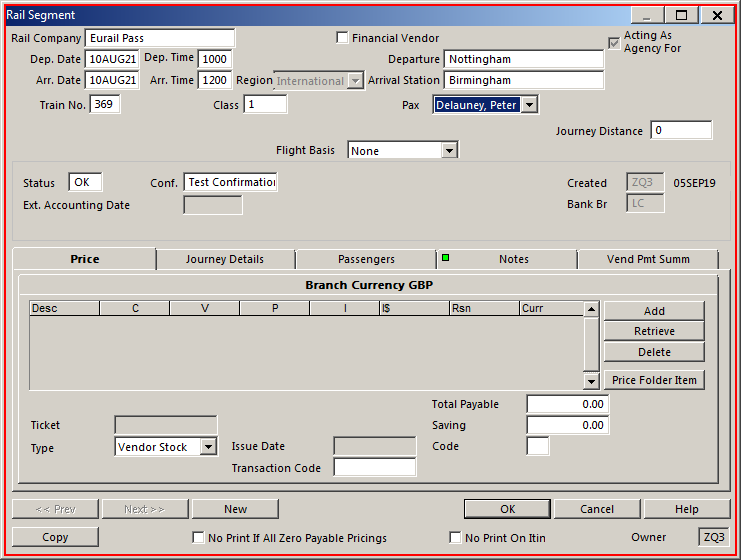 Rail Segment
Rail Company Eurail Pass Financial Vendor Acting As Agency For
Dep. Date 10AUG21 Dep. Time 1000 Departure Nottingham
Arr. Date 10AUG21 Arr. Time 1200 Region International Arrival Station Birmingham
Train No. 369 Class 1 Pax Delauney, Peter
Journey Distance 0
Flight Basis None
Status OK Conf. Test Confirmation Created ZQ3 05SEP19
Ext. Accounting Date Bank Br LC
Price Journey Details Passengers Notes Vend Pmt Summ
Branch Currency GBP
Desc C V P I I$ Rsn Curr
Add
Retrieve
Delete
Price Folder Item
Total Payable 0.00
Ticket Saving 0.00
Type Vendor Stock Issue Date Code
Transaction Code
<< Prev Next >> New OK Cancel Help
Copy No Print If All Zero Payable Pricings No Print On Itin Owner ZQ3